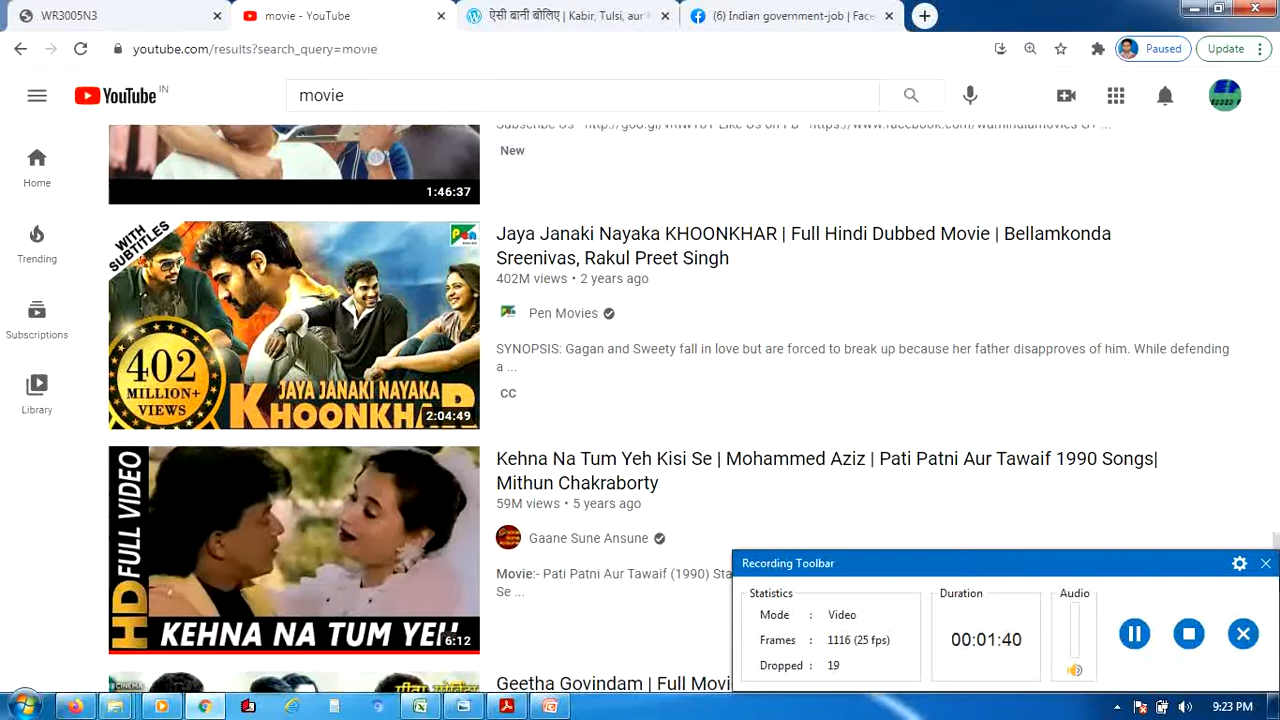 WR3005N3
movie - YouTube
ऐसी बानी बोलिए | Kabir, Tulsi, aur
(6) Indian government-job | Face
youtube.com/results?search_query=movie
Paused
Update
YouTube IN
movie
New
1:46:37
Home
Trending
Subscriptions
Library
WITH
SUBTITLES
Pen
402
MILLION+
VIEWS
JAYA JANAKI NAYAKA
KHOONKHAR
2:04:49
Jaya Janaki Nayaka KHOONKHAR | Full Hindi Dubbed Movie | Bellamkonda
Sreenivas, Rakul Preet Singh
402M views • 2 years ago
Pen Movies
SYNOPSIS: Gagan and Sweety fall in love but are forced to break up because her father disapproves of him. While defending
a ...
CC
HD FULL VIDEO
KEHNA NA TUM YEH
6:12
Kehna Na Tum Yeh Kisi Se | Mohammed Aziz | Pati Patni Aur Tawaif 1990 Songs|
Mithun Chakraborty
59M views • 5 years ago
Gaane Sune Ansune
Movie:- Pati Patni Aur Tawaif (1990) Sta
Se ...
Geetha Govindam | Full Movi
Recording Toolbar
Statistics
Mode : Video
Frames : 1116 (25 fps)
Dropped : 19
Duration
00:01:40
Audio
9:23 PM